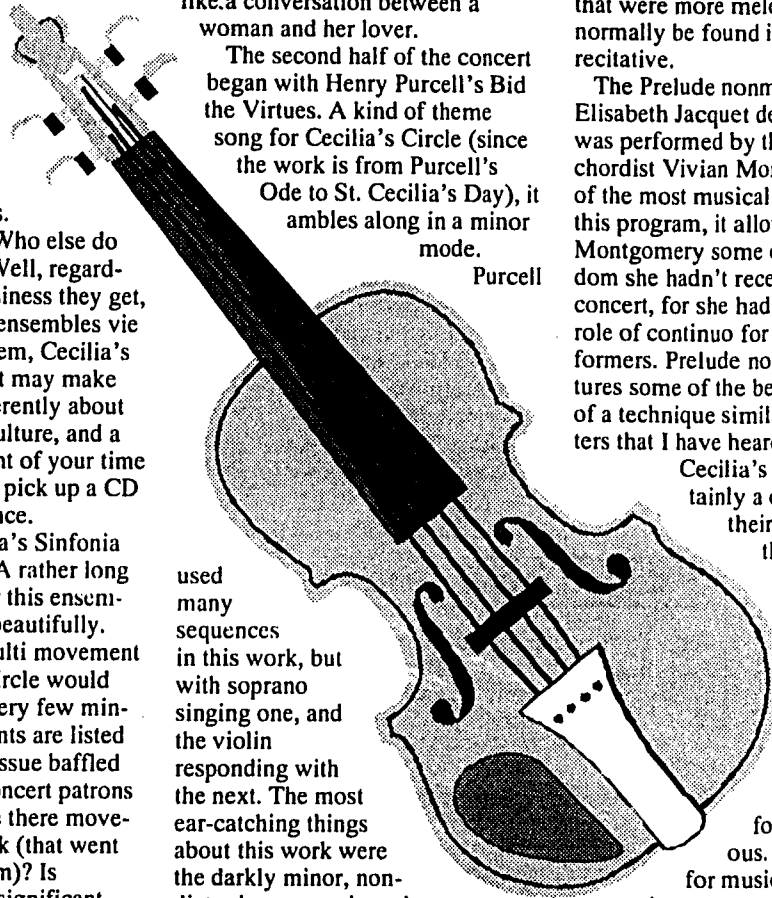 s.
Who else do
Well, regard-
iness they get,
ensembles vie
em, Cecilia's
t may make
erently about
ulture, and a
nt of your time
pick up a CD
nce.
a's Sinfonia
A rather long
this ensem-
beautifully.
ulti movement
ircle would
ery few min-
nts are listed
issue baffled
oncert patrons
there move-
k (that went
m)? Is
significant
like a conversation between a
woman and her lover.
The second half of the concert
began with Henry Purcell's Bid
the Virtues. A kind of theme
song for Cecilia's Circle (since
the work is from Purcell's
Ode to St. Cecilia's Day), it
ambles along in a minor
mode.
Purcell
used
many
sequences
in this work, but
with soprano
singing one, and
the violin
responding with
the next. The most
ear-catching things
about this work were
the darkly minor, non-
that were more melo
normally be found i
recitative.
The Prelude nonm
Elisabeth Jacquet de
was performed by th
chordist Vivian Mon
of the most musical
this program, it allo
Montgomery some
dom she hadn't rece
concert, for she had
role of continuo for
formers. Prelude no
tures some of the be
of a technique simil
ters that I have heard
Cecilia's
tainly a
their
th
fo
ous.
for music